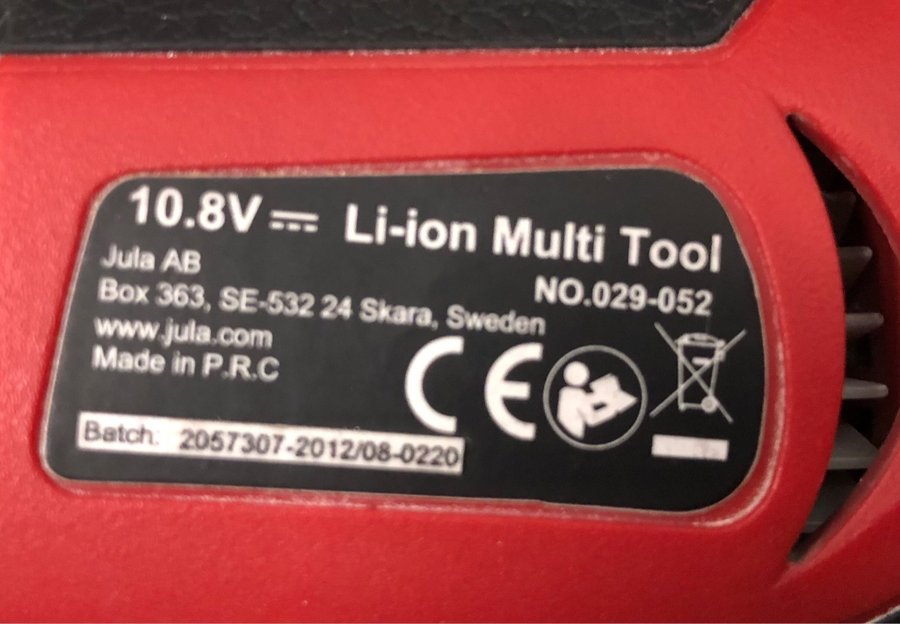 10.8V Li-ion Multi Tool
Jula AB
NO.029-052
Box 363, SE-532 24 Skara, Sweden
www.jula.com
Made in P.R.C
CE
Batch: 2057307-2012/08-0220